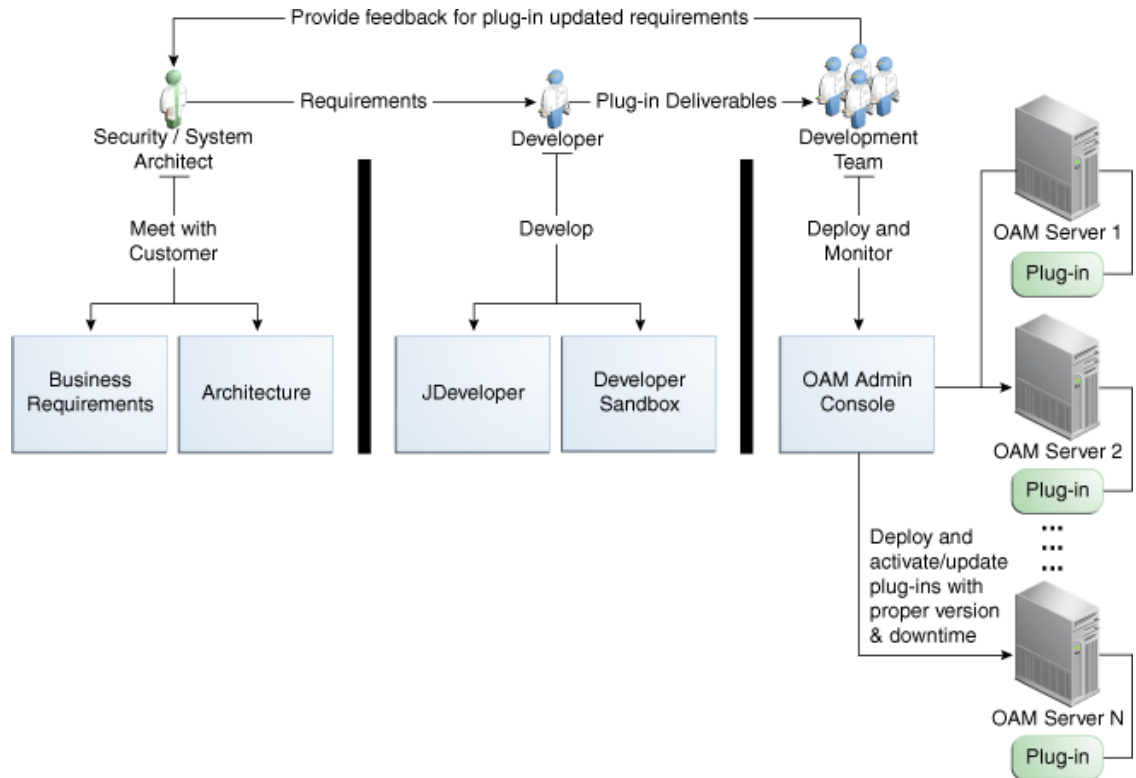 Provide feedback for plug-in updated requirements
Requirements
Plug-in Deliverables
Security / System
Architect
Developer
Development
Team
Meet with
Customer
Develop
Deploy and
Monitor
OAM Server 1
Plug-in
Business
Requirements
Architecture
JDeveloper
Developer
Sandbox
OAM Admin
Console
OAM Server 2
Plug-in
...
...
...
Deploy and
activate/update
plug-ins with
proper version
& downtime
OAM Server N
Plug-in